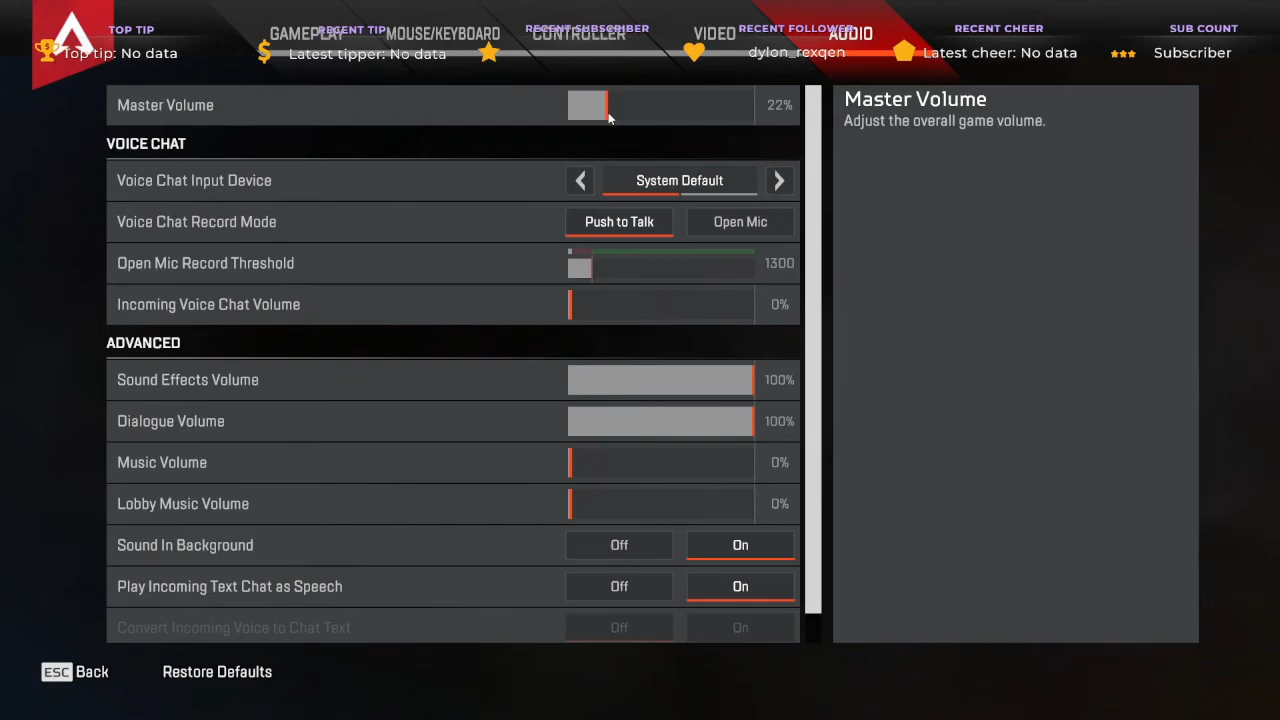 TOP TIP
RECENT TIP
RECENT SUBSCRIBER
RECENT FOLLOWER
RECENT CHEER
SUB COUNT
GAMEPLAY
MOUSE/KEYBOARD
CONTROLLER
VIDEO
AUDIO
Top tip: No data
Latest tipper: No data
dylon_rexqen
Latest cheer: No data
Subscriber
Master Volume
22%
VOICE CHAT
Voice Chat Input Device
System Default
Voice Chat Record Mode
Push to Talk
Open Mic
Open Mic Record Threshold
1300
Incoming Voice Chat Volume
0%
ADVANCED
Sound Effects Volume
100%
Dialogue Volume
100%
Music Volume
0%
Lobby Music Volume
0%
Sound In Background
Off
On
Play Incoming Text Chat as Speech
Off
On
Convert Incoming Voice to Chat Text
Off
On
Master Volume
Adjust the overall game volume.
ESC Back
Restore Defaults